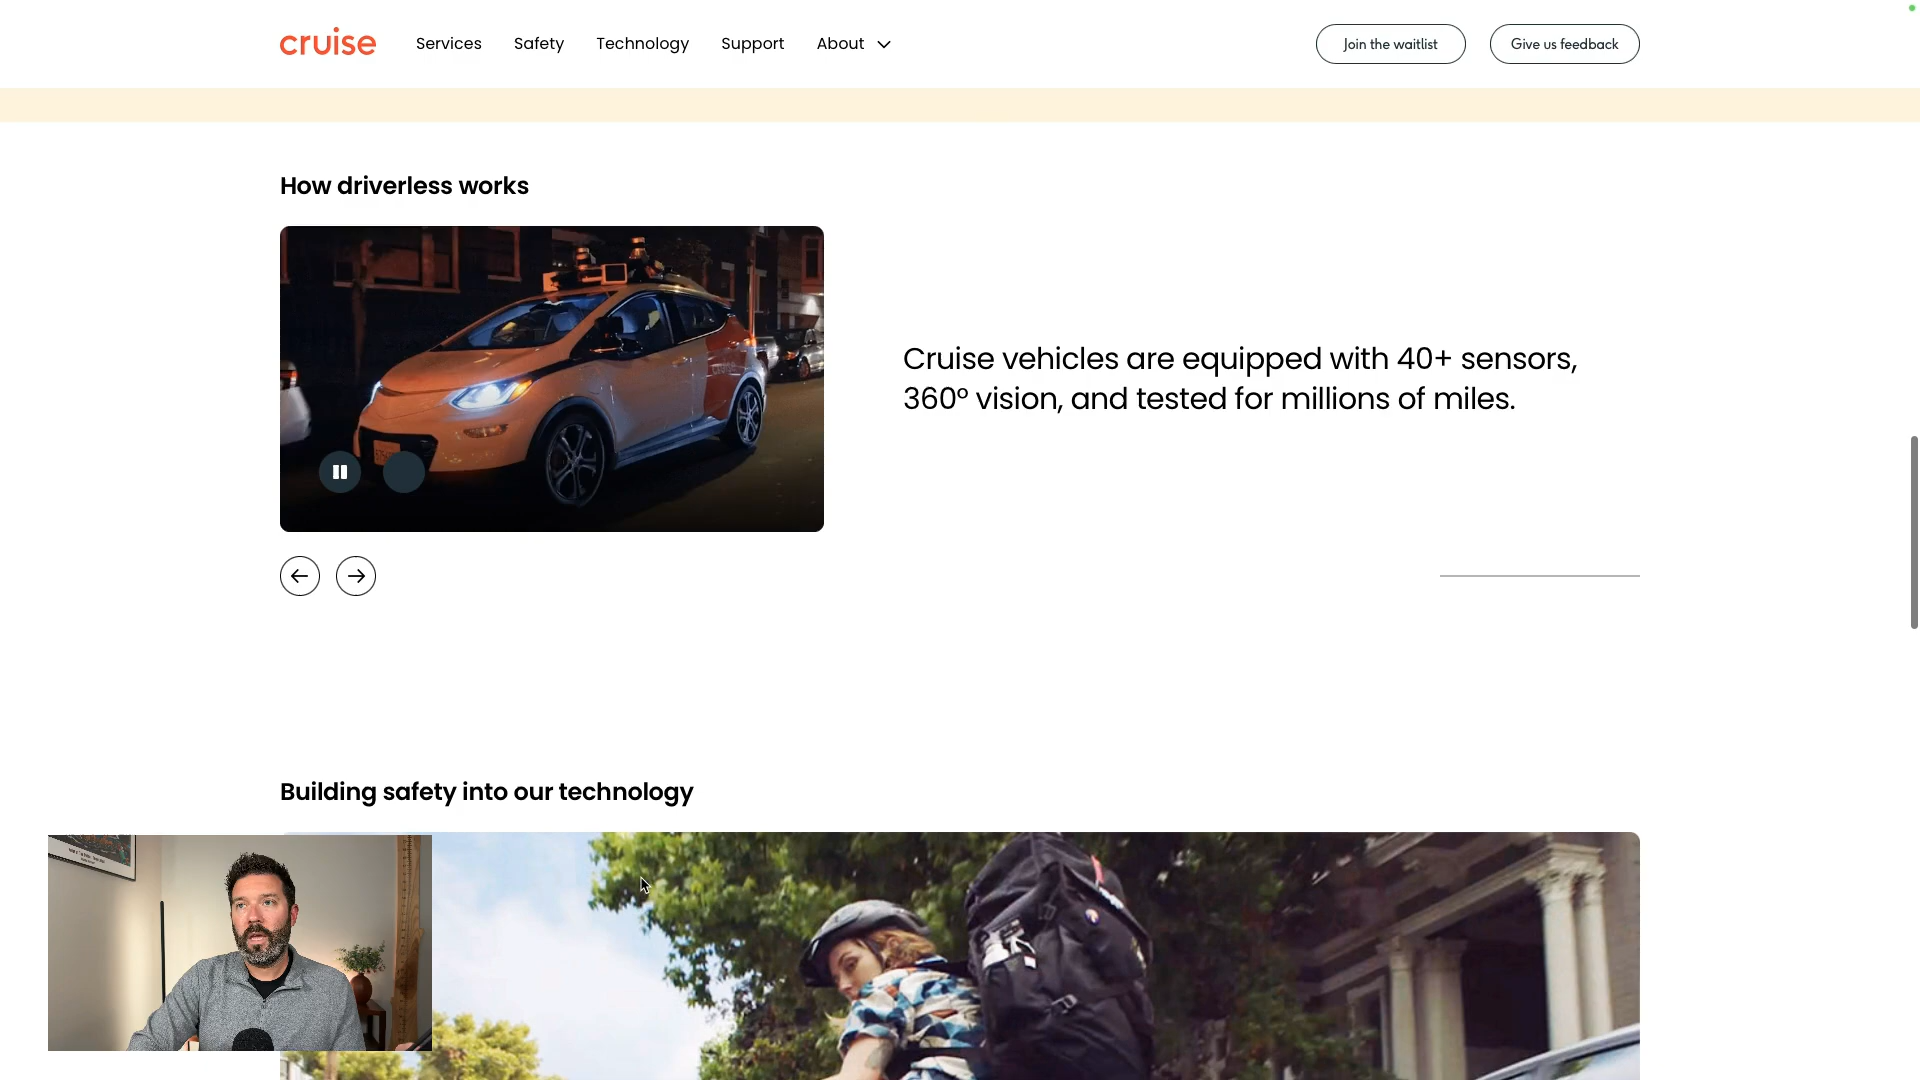 cruise
Services
Safety
Technology
Support
About
Join the waitlist
Give us feedback
How driverless works
Cruise vehicles are equipped with 40+ sensors,
360° vision, and tested for millions of miles.
Building safety into our technology